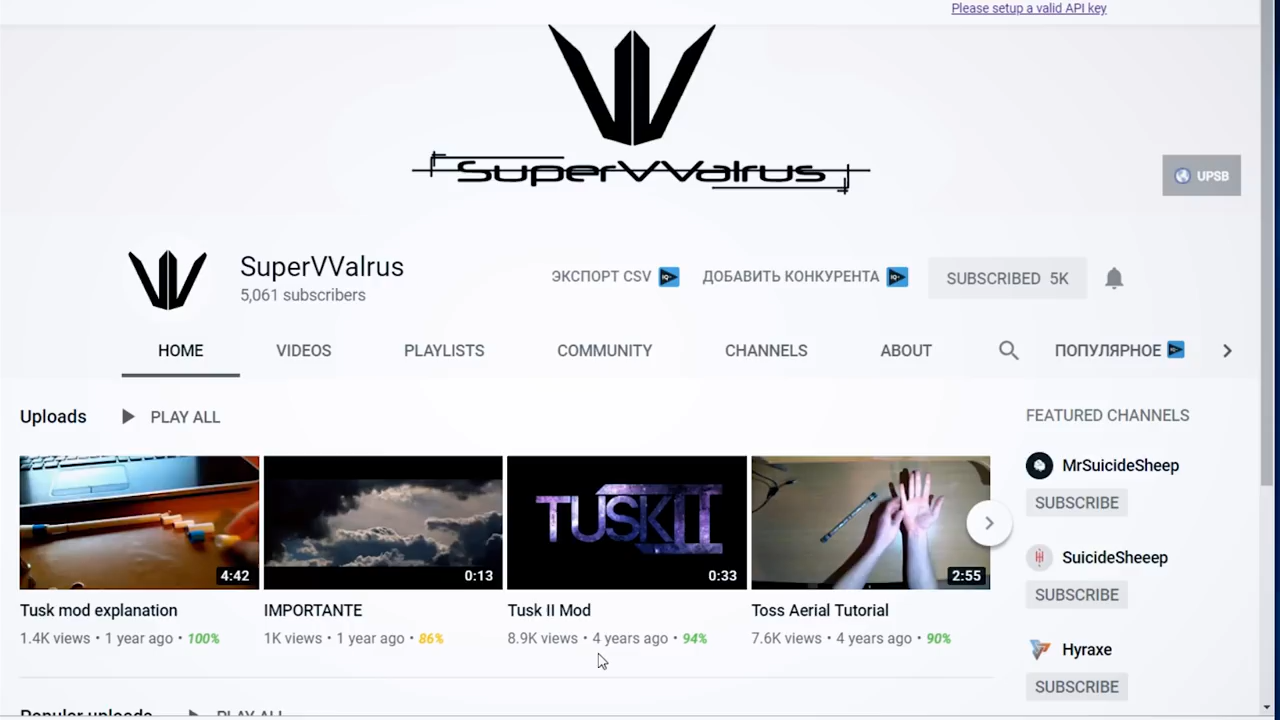 Please setup a valid API key
SuperVValrus
UPSB
SuperVValrus
5,061 subscribers
ЭКСПОРТ CSV
ДОБАВИТЬ КОНКУРЕНТА
SUBSCRIBED 5K
HOME
VIDEOS
PLAYLISTS
COMMUNITY
CHANNELS
ABOUT
ПОПУЛЯРНОЕ
Uploads
PLAY ALL
FEATURED CHANNELS
4:42
0:13
TUSK II
0:33
2:55
Tusk mod explanation
1.4K views • 1 year ago • 100%
IMPORTANTE
1K views • 1 year ago • 86%
Tusk II Mod
8.9K views • 4 years ago • 94%
Toss Aerial Tutorial
7.6K views • 4 years ago • 90%
MrSuicideSheep
SUBSCRIBE
SuicideSheeep
SUBSCRIBE
Hyraxe
SUBSCRIBE
Popular uploads
PLAY ALL